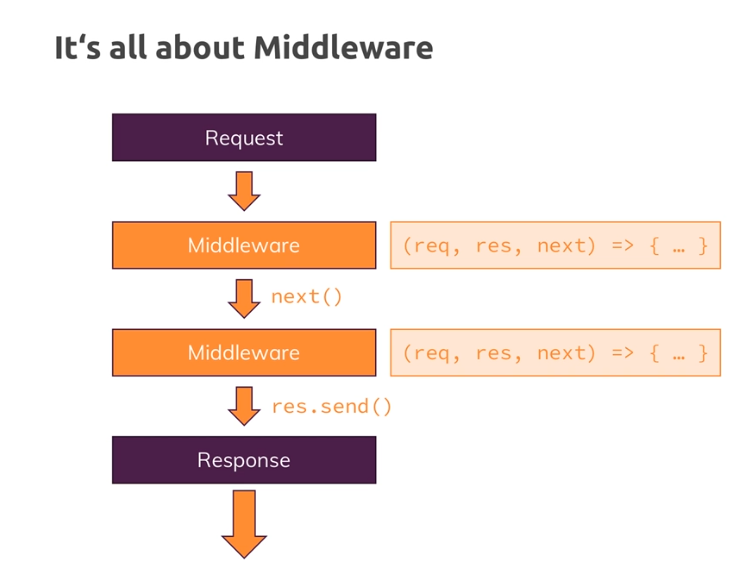 It‘s all about Middleware
Request
Middleware
(req, res, next) => { … }
next()
Middleware
(req, res, next) => { … }
res.send()
Response